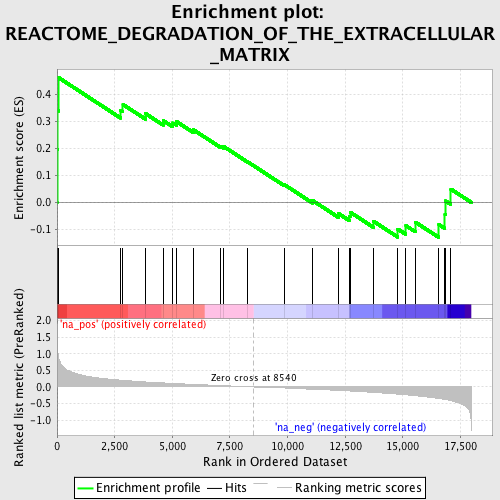 Enrichment plot:
REACTOME_DEGRADATION_OF_THE_EXTRACELLULAR
_MATRIX
Enrichment score (ES)
0.4
0.3
0.2
0.1
0.0
-0.1
'na_pos' (positively correlated)
Ranked list metric (PreRanked)
2.0
1.5
1.0
0.5
0.0
-0.5
-1.0
Zero cross at 8540
'na_neg' (negatively correlated)
0 2,500 5,000 7,500 10,000 12,500 15,000 17,500
Rank in Ordered Dataset
Enrichment profile Hits Ranking metric scores